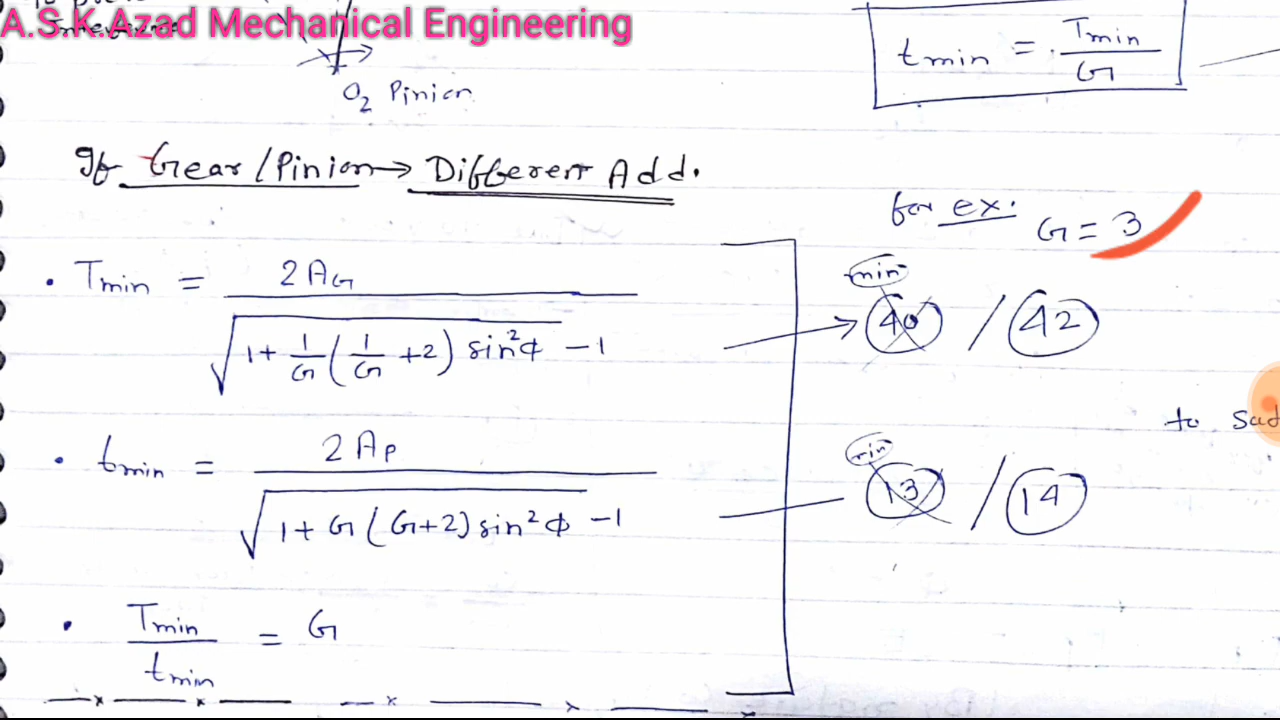 A.S.K.Azad Mechanical Engineering
O₂ Pinion
tmin = Tmin / G
If Gear / Pinion → Different Add.
for ex: G = 3
• Tmin = 2AG / √(1 + 1/G (1/G + 2) sin²φ) − 1
min
40 / 42
to
• tmin = 2AP / √(1 + G (G + 2) sin²φ) − 1
min
13 / 14
• Tmin / tmin = G